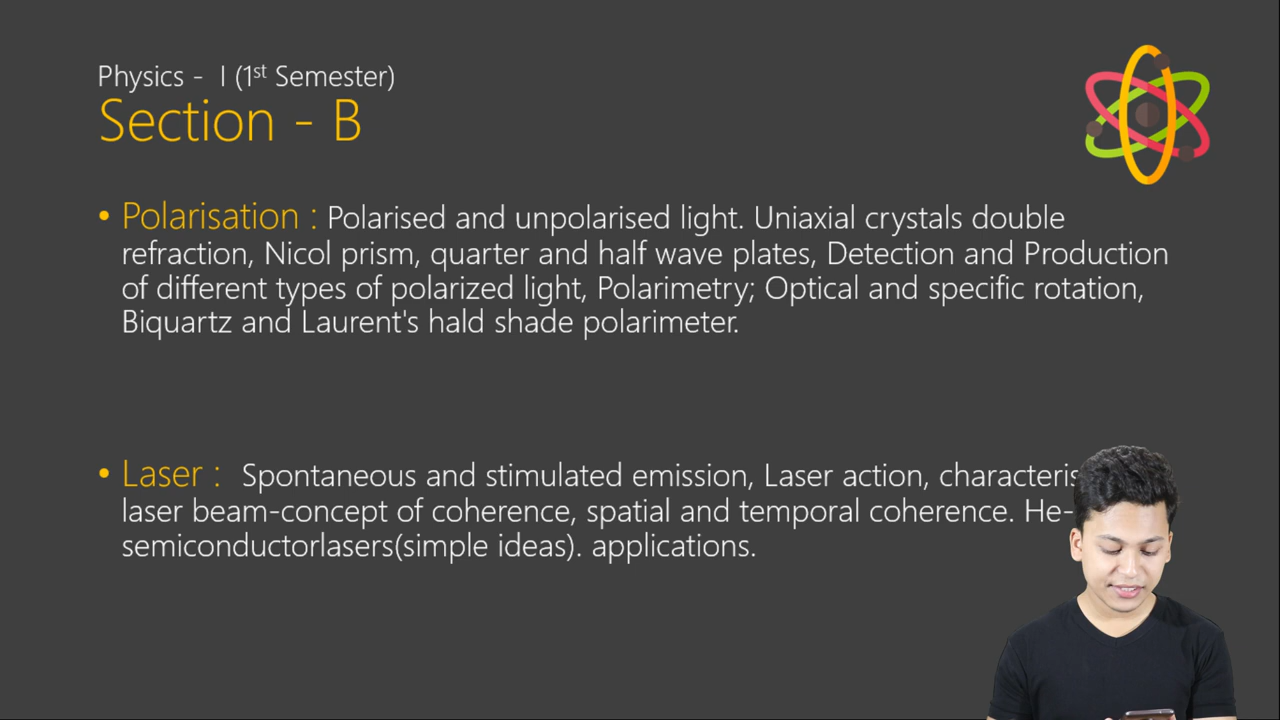 Physics - I (1st Semester)
Section - B
• Polarisation : Polarised and unpolarised light. Uniaxial crystals double
refraction, Nicol prism, quarter and half wave plates, Detection and Production
of different types of polarized light, Polarimetry; Optical and specific rotation,
Biquartz and Laurent's hald shade polarimeter.
• Laser : Spontaneous and stimulated emission, Laser action,
laser beam-concept of coherence, spatial and temporal coherence. He-
semiconductorlasers(simple ideas). applications.